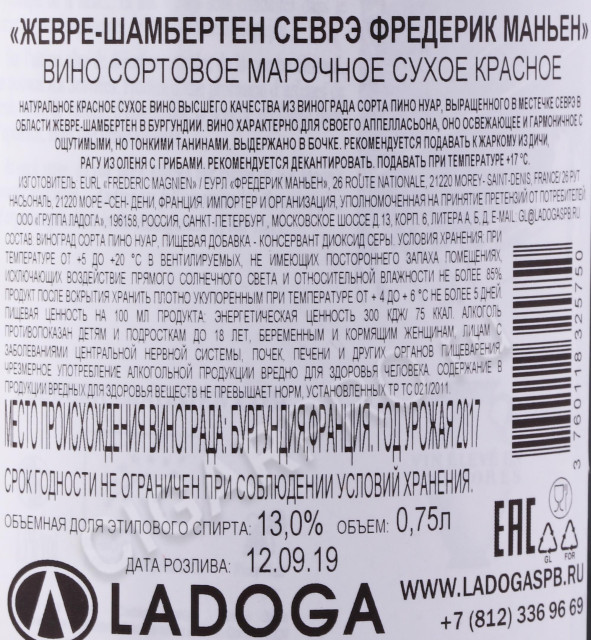 «ЖЕВРЕ-ШАМБЕРТЕН СЕВРЭ ФРЕДЕРИК МАНЬЕН»
ВИНО СОРТОВОЕ МАРОЧНОЕ СУХОЕ КРАСНОЕ
НАТУРАЛЬНОЕ КРАСНОЕ СУХОЕ ВИНО ВЫСШЕГО КАЧЕСТВА ИЗ ВИНОГРАДА СОРТА ПИНО НУАР, ВЫРАЩЕННОГО В МЕСТЕЧКЕ СЕВРЭ В
ОБЛАСТИ ЖЕВРЕ-ШАМБЕРТЕН В БУРГУНДИИ. ВИНО ХАРАКТЕРНО ДЛЯ СВОЕГО АППЕЛЛАСЬОНА, ОНО ОСВЕЖАЮЩЕЕ И ГАРМОНИЧНОЕ С
ОЩУТИМЫМИ, НО ТОНКИМИ ТАНИНАМИ. ВЫДЕРЖАНО В БОЧКЕ. РЕКОМЕНДУЕТСЯ ПОДАВАТЬ К ЖАРКОМУ ИЗ ДИЧИ,
РАГУ ИЗ ОЛЕНЯ С ГРИБАМИ. РЕКОМЕНДУЕТСЯ ДЕКАНТИРОВАТЬ. ПОДАВАТЬ ПРИ ТЕМПЕРАТУРЕ +17 °C.
ИЗГОТОВИТЕЛЬ EURL «FREDERIC MAGNIEN» / ЕУРЛ «ФРЕДЕРИК МАНЬЕН», 26 ROUTE NATIONALE, 21220 MOREY- SAINT-DENIS, FRANCE/ 26 РУТ
НАСЬОНАЛЬ, 21220 МОРЕ -СЕН- ДЕНИ, ФРАНЦИЯ. ИМПОРТЕР И ОРГАНИЗАЦИЯ, УПОЛНОМОЧЕННАЯ НА ПРИНЯТИЕ ПРЕТЕНЗИЙ ОТ ПОТРЕБИТЕЛЕЙ
ООО «ГРУППА ЛАДОГА», 196158, РОССИЯ, САНКТ-ПЕТЕРБУРГ, МОСКОВСКОЕ ШОССЕ Д.13, КОРП. 6, ЛИТЕРА А, Б, Д, E-MAIL: GL@LADOGASPB.RU
СОСТАВ: ВИНОГРАД СОРТА ПИНО НУАР, ПИЩЕВАЯ ДОБАВКА - КОНСЕРВАНТ ДИОКСИД СЕРЫ. УСЛОВИЯ ХРАНЕНИЯ: ПРИ
ТЕМПЕРАТУРЕ ОТ +5 ДО +20 °С В ВЕНТИЛИРУЕМЫХ, НЕ ИМЕЮЩИХ ПОСТОРОННЕГО ЗАПАХА ПОМЕЩЕНИЯХ,
ИСКЛЮЧАЮЩИХ ВОЗДЕЙСТВИЕ ПРЯМОГО СОЛНЕЧНОГО СВЕТА И ОТНОСИТЕЛЬНОЙ ВЛАЖНОСТИ НЕ БОЛЕЕ 85%
ПРОДУКТ ПОСЛЕ ВСКРЫТИЯ ХРАНИТЬ ПЛОТНО УКУПОРЕННЫМ ПРИ ТЕМПЕРАТУРЕ ОТ + 4 ДО + 6 °С НЕ БОЛЕЕ 5 ДНЕЙ
ПИЩЕВАЯ ЦЕННОСТЬ НА 100 МЛ ПРОДУКТА: ЭНЕРГЕТИЧЕСКАЯ ЦЕННОСТЬ 300 КДЖ/ 75 ККАЛ. АЛКОГОЛЬ
ПРОТИВОПОКАЗАН ДЕТЯМ И ПОДРОСТКАМ ДО 18 ЛЕТ, БЕРЕМЕННЫМ И КОРМЯЩИМ ЖЕНЩИНАМ, ЛИЦАМ С
ЗАБОЛЕВАНИЯМИ ЦЕНТРАЛЬНОЙ НЕРВНОЙ СИСТЕМЫ, ПОЧЕК, ПЕЧЕНИ И ДРУГИХ ОРГАНОВ ПИЩЕВАРЕНИЯ.
ЧРЕЗМЕРНОЕ УПОТРЕБЛЕНИЕ АЛКОГОЛЬНОЙ ПРОДУКЦИИ ВРЕДНО ДЛЯ ЗДОРОВЬЯ ЧЕЛОВЕКА. СОДЕРЖАНИЕ В
ПРОДУКЦИИ ВРЕДНЫХ ДЛЯ ЗДОРОВЬЯ ВЕЩЕСТВ НЕ ПРЕВЫШАЕТ НОРМ, УСТАНОВЛЕННЫХ ТР ТС 021/2011.
МЕСТО ПРОИСХОЖДЕНИЯ ВИНОГРАДА: БУРГУНДИЯ, ФРАНЦИЯ. ГОД УРОЖАЯ 2017
СРОК ГОДНОСТИ НЕ ОГРАНИЧЕН ПРИ СОБЛЮДЕНИИ УСЛОВИЙ ХРАНЕНИЯ.
ОБЪЕМНАЯ ДОЛЯ ЭТИЛОВОГО СПИРТА: 13,0% ОБЪЕМ: 0,75л
ДАТА РОЗЛИВА: 12.09.19
3 760118 325750
EAC
GL FOR
LADOGA
WWW.LADOGASPB.RU
+7 (812) 336 96 69